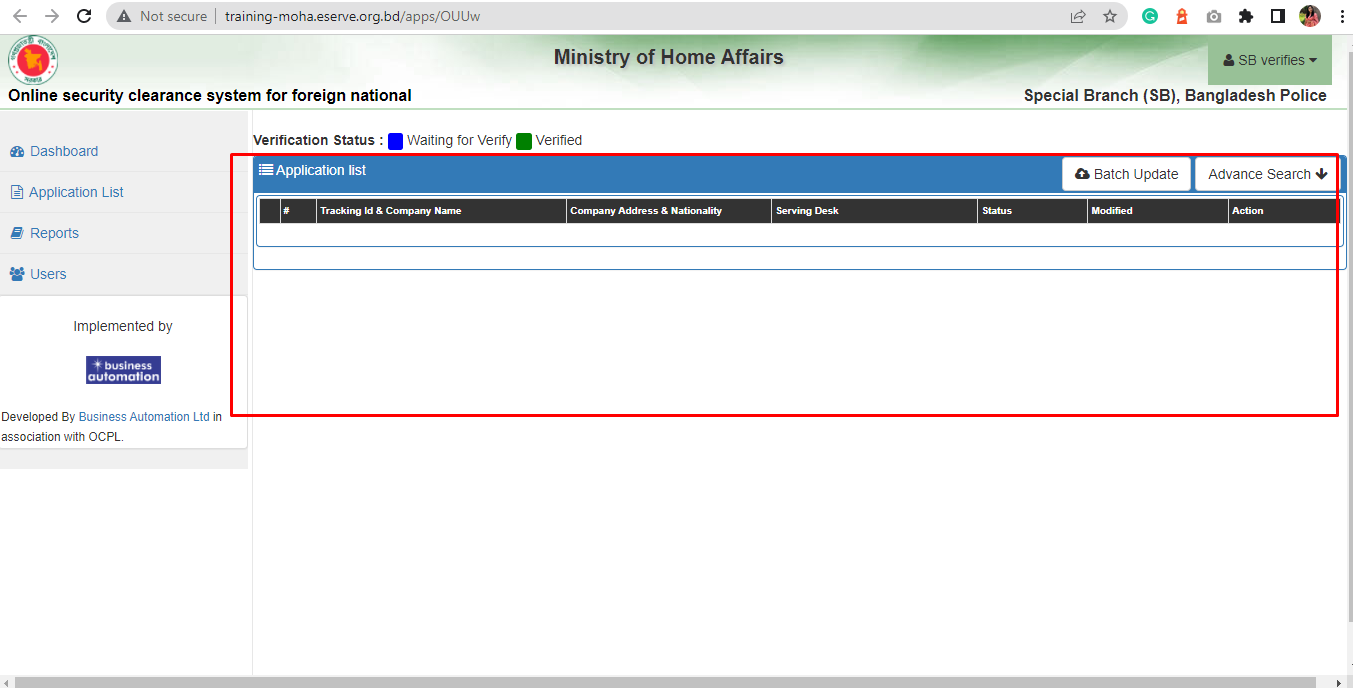 Not secure training-moha.eserve.org.bd/apps/OUUw
Ministry of Home Affairs
SB verifies
Online security clearance system for foreign national
Special Branch (SB), Bangladesh Police
Dashboard
Application List
Reports
Users
Implemented by
business
automation
Developed By Business Automation Ltd in
association with OCPL.
Verification Status : Waiting for Verify Verified
Application list
Batch Update
Advance Search
# Tracking Id & Company Name Company Address & Nationality Serving Desk Status Modified Action